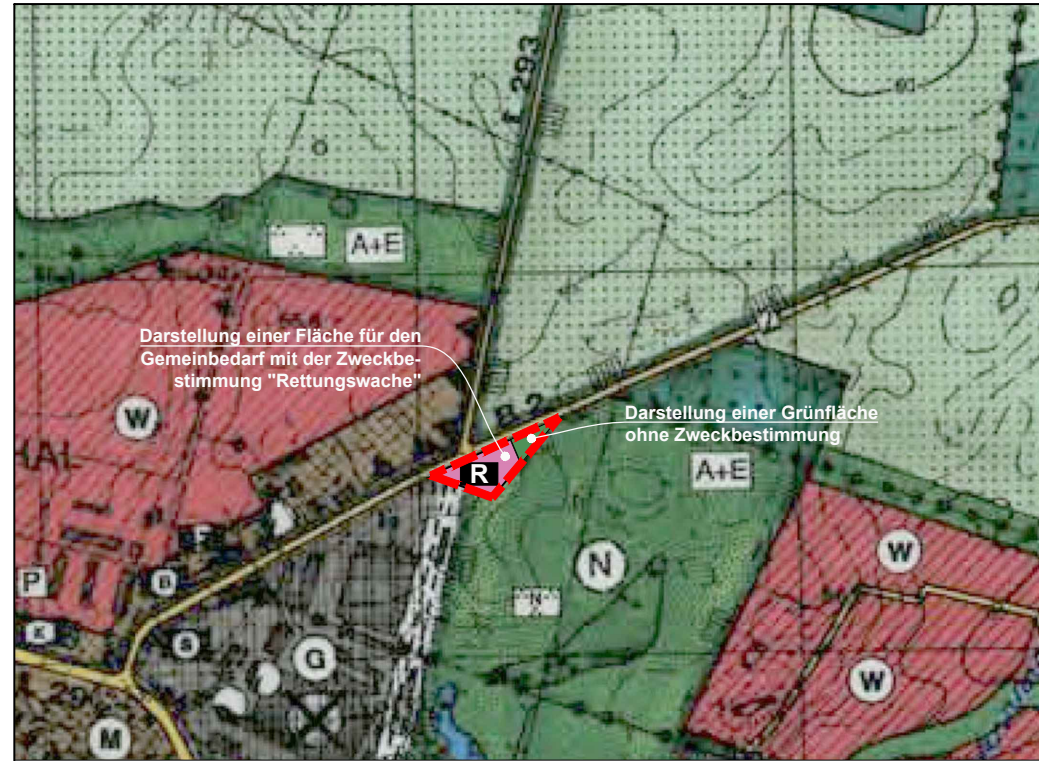 L 293
A+E
Darstellung einer Fläche für den
Gemeinbedarf mit der Zweckbe-
stimmung "Rettungswache"
W
B 2
Darstellung einer Grünfläche
ohne Zweckbestimmung
R
A+E
N
W
P
B
K
S
G
W
M